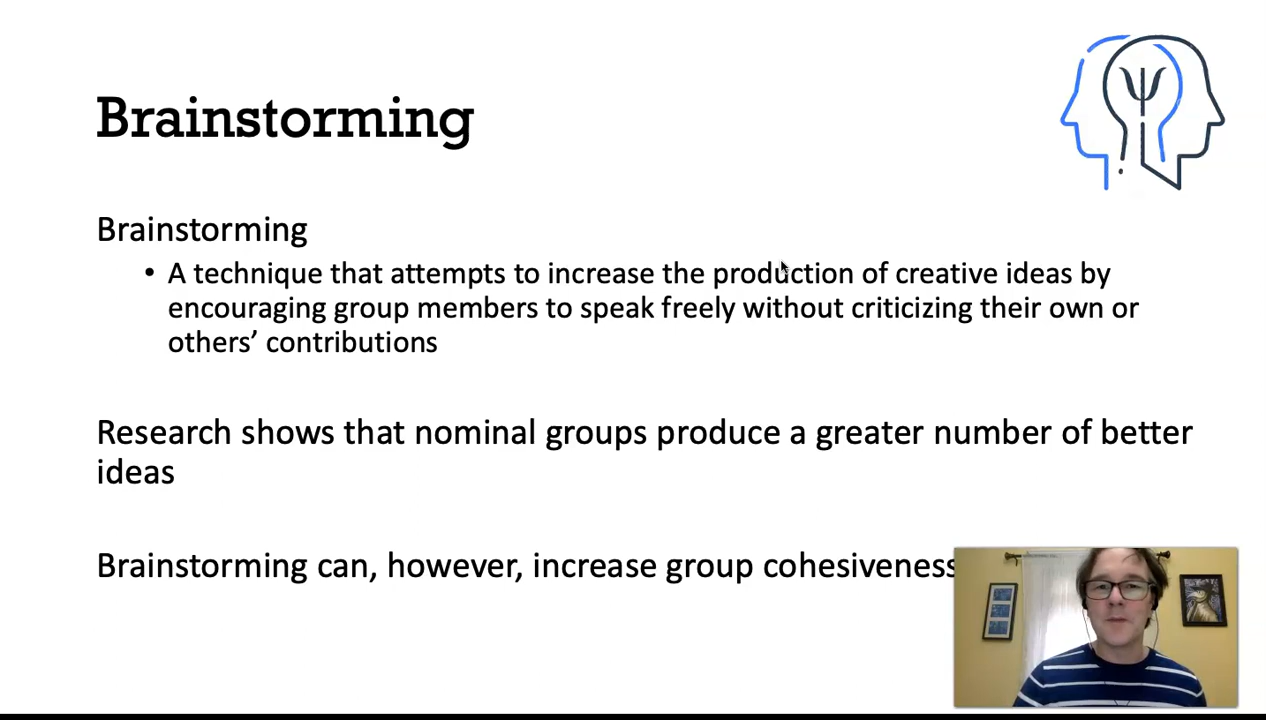 Brainstorming
Brainstorming
• A technique that attempts to increase the production of creative ideas by
encouraging group members to speak freely without criticizing their own or
others’ contributions
Research shows that nominal groups produce a greater number of better
ideas
Brainstorming can, however, increase group cohesiveness